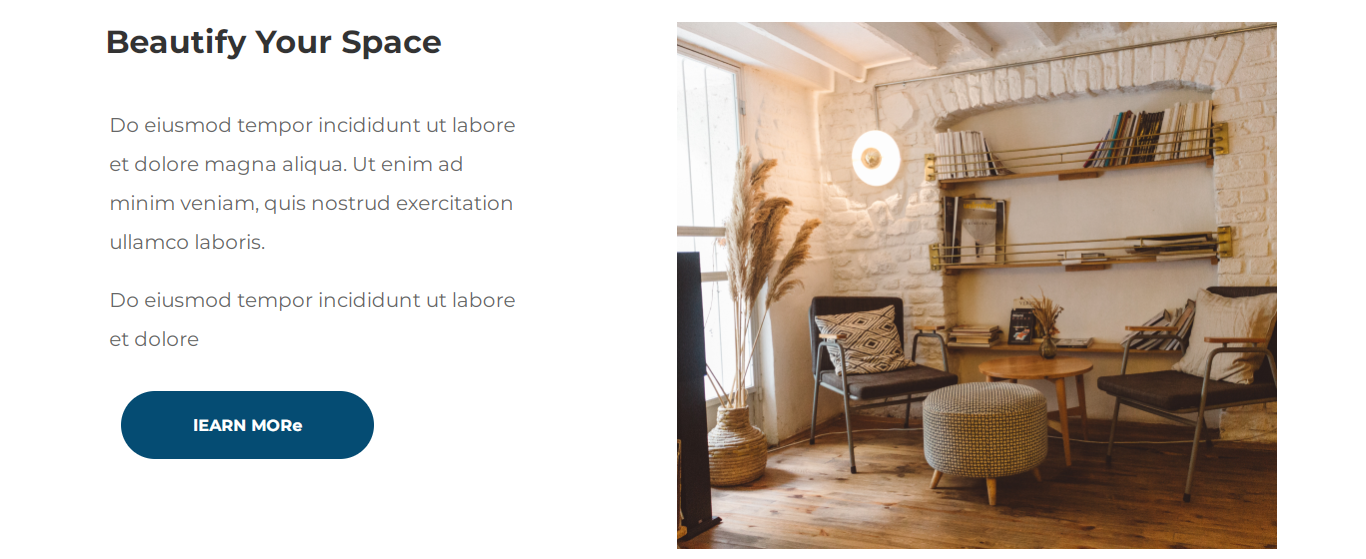 Beautify Your Space
Do eiusmod tempor incididunt ut labore
et dolore magna aliqua. Ut enim ad
minim veniam, quis nostrud exercitation
ullamco laboris.
Do eiusmod tempor incididunt ut labore
et dolore
lEARN MORe